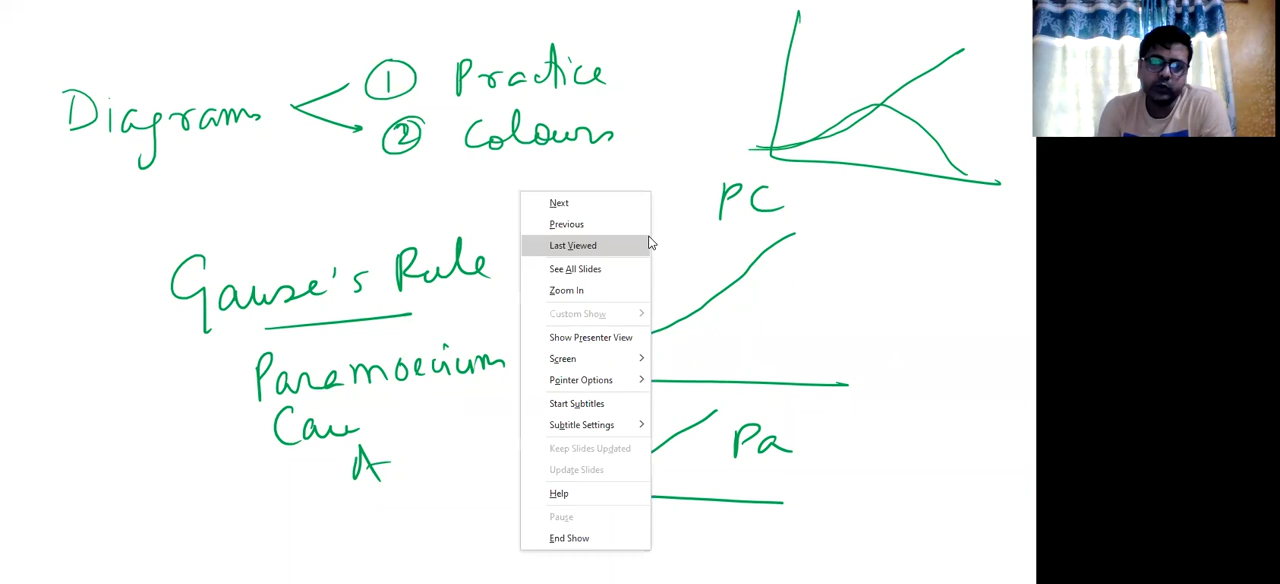 Diagrams
① Practice
② Colours
PC
Gause's Rule
Paramoecium
Cau
A
Pa
Next
Previous
Last Viewed
See All Slides
Zoom In
Custom Show
Show Presenter View
Screen
Pointer Options
Start Subtitles
Subtitle Settings
Keep Slides Updated
Update Slides
Help
Pause
End Show